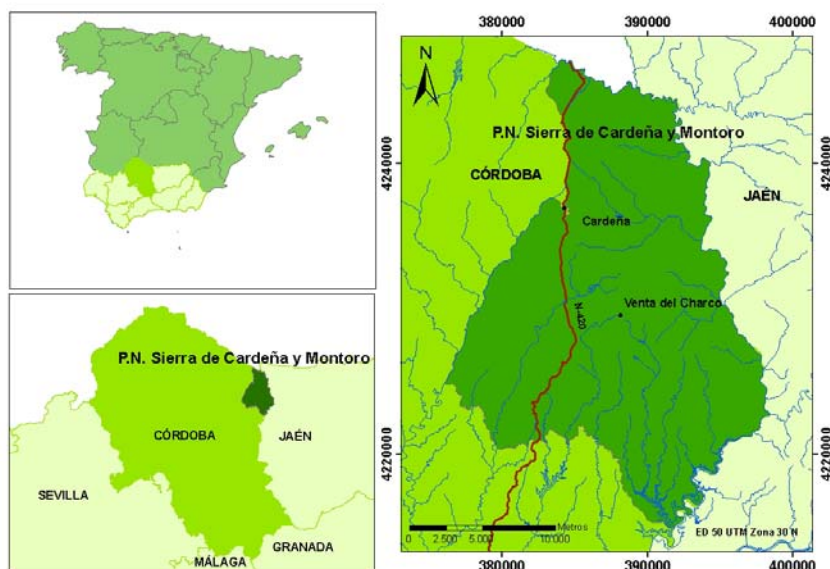 P.N. Sierra de Cardeña y Montoro
CÓRDOBA
JAÉN
SEVILLA
GRANADA
MÁLAGA
380000 390000 400000
N
P.N. Sierra de Cardeña y Montoro
4240000
4240000
CÓRDOBA
JAÉN
Cardeña
Venta del Charco
N-420
4220000
4220000
Metros
0 2.500 5.000 10.000
ED 50 UTM Zona 30 N
380000 390000 400000